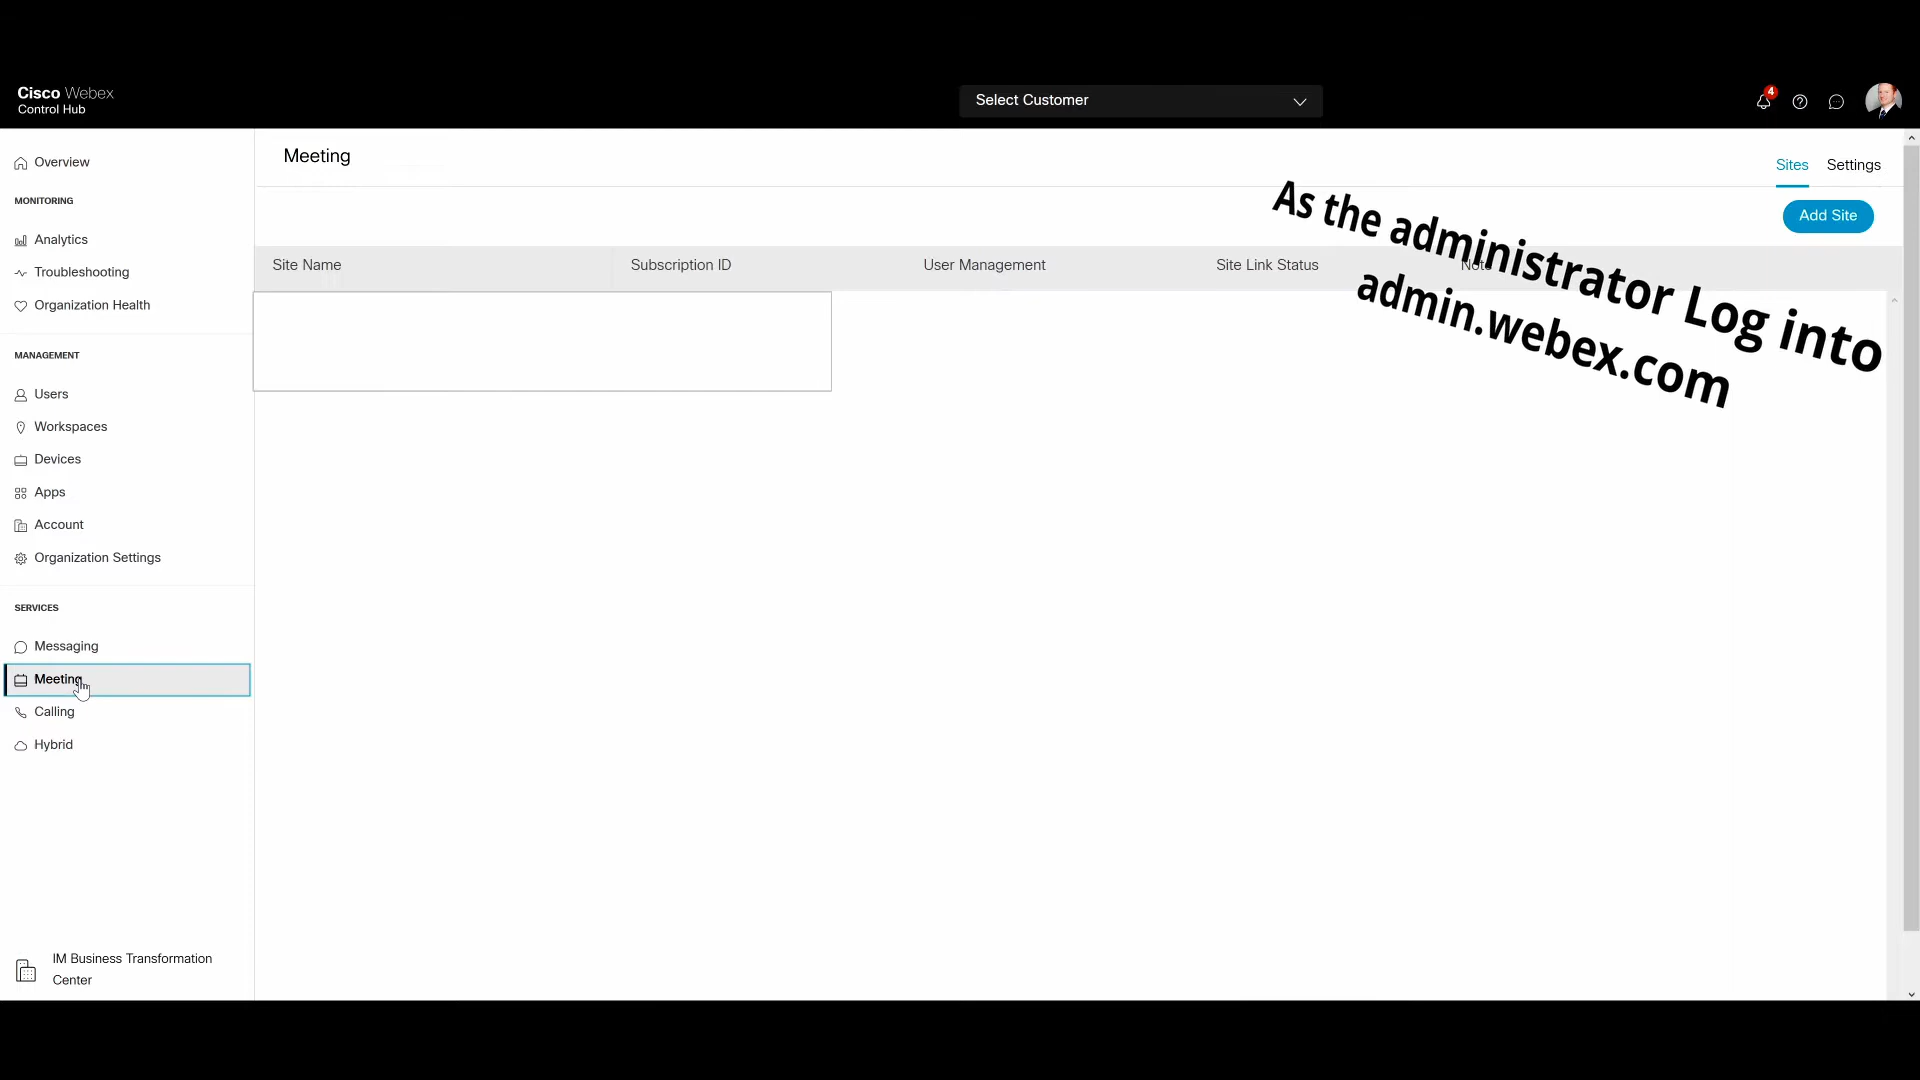 Cisco Webex
Control Hub
Select Customer
4
Overview
MONITORING
Analytics
Troubleshooting
Organization Health
MANAGEMENT
Users
Workspaces
Devices
Apps
Account
Organization Settings
SERVICES
Messaging
Meeting
Calling
Hybrid
IM Business Transformation
Center
Meeting
Sites Settings
Add Site
Site Name Subscription ID User Management Site Link Status Note
As the administrator Log into
admin.webex.com